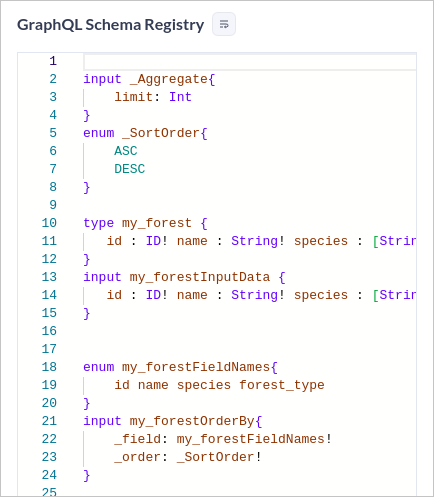 GraphQL Schema Registry
1
2 input _Aggregate{
3     limit: Int
4 }
5 enum _SortOrder{
6     ASC
7     DESC
8 }
9
10 type my_forest {
11    id : ID! name : String! species : [Strin
12 }
13 input my_forestInputData {
14    id : ID! name : String! species : [Strin
15 }
16
17
18 enum my_forestFieldNames{
19     id name species forest_type
20 }
21 input my_forestOrderBy{
22     _field: my_forestFieldNames!
23     _order: _SortOrder!
24 }
25